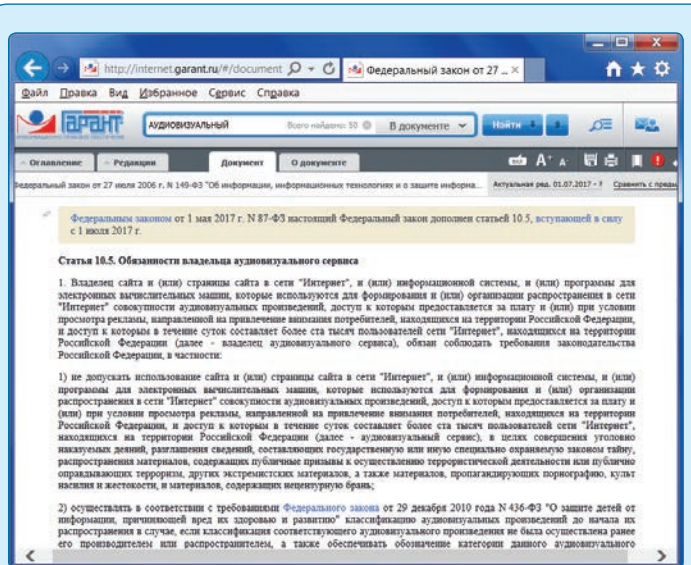 http://internet.garant.ru/#/document
Федеральный закон от 27 ...
Файл Правка Вид Избранное Сервис Справка
ГАРАНТ
АУДИОВИЗУАЛЬНЫЙ
Всего найдено: 50
В документе
Найти
Оглавление
Редакции
Документ
О документе
Федеральный закон от 27 июля 2006 г. N 149-ФЗ "Об информации, информационных технологиях и о защите информа...
Актуальная ред. 01.07.2017 - ?
Сравнить с
Федеральным законом от 1 мая 2017 г. N 87-ФЗ настоящий Федеральный закон дополнен статьей 10.5, вступающей в силу
с 1 июля 2017 г.
Статья 10.5. Обязанности владельца аудиовизуального сервиса
1. Владелец сайта и (или) страницы сайта в сети "Интернет", и (или) информационной системы, и (или) программы для
электронных вычислительных машин, которые используются для формирования и (или) организации распространения в сети
"Интернет" совокупности аудиовизуальных произведений, доступ к которым предоставляется за плату и (или) при условии
просмотра рекламы, направленной на привлечение внимания потребителей, находящихся на территории Российской Федерации,
и доступ к которым в течение суток составляет более ста тысяч пользователей сети "Интернет", находящихся на территории
Российской Федерации (далее - владелец аудиовизуального сервиса), обязан соблюдать требования законодательства
Российской Федерации, в частности:
1) не допускать использование сайта и (или) страницы сайта в сети "Интернет", и (или) информационной системы, и (или)
программы для электронных вычислительных машин, которые используются для формирования и (или) организации
распространения в сети "Интернет" совокупности аудиовизуальных произведений, доступ к которым предоставляется за плату и
(или) при условии просмотра рекламы, направленной на привлечение внимания потребителей, находящихся на территории
Российской Федерации, и доступ к которым в течение суток составляет более ста тысяч пользователей сети "Интернет",
находящихся на территории Российской Федерации (далее - аудиовизуальный сервис), в целях совершения уголовно
наказуемых деяний, разглашения сведений, составляющих государственную или иную специально охраняемую законом тайну,
распространения материалов, содержащих публичные призывы к осуществлению террористической деятельности или публично
оправдывающих терроризм, других экстремистских материалов, а также материалов, пропагандирующих порнографию, культ
насилия и жестокости, и материалов, содержащих нецензурную брань;
2) осуществлять в соответствии с требованиями Федерального закона от 29 декабря 2010 года N 436-ФЗ "О защите детей от
информации, причиняющей вред их здоровью и развитию" классификацию аудиовизуальных произведений до начала их
распространения в случае, если классификация соответствующего аудиовизуального произведения не была осуществлена ранее
его производителем или распространителем, а также обеспечивать обозначение категории данного аудиовизуального